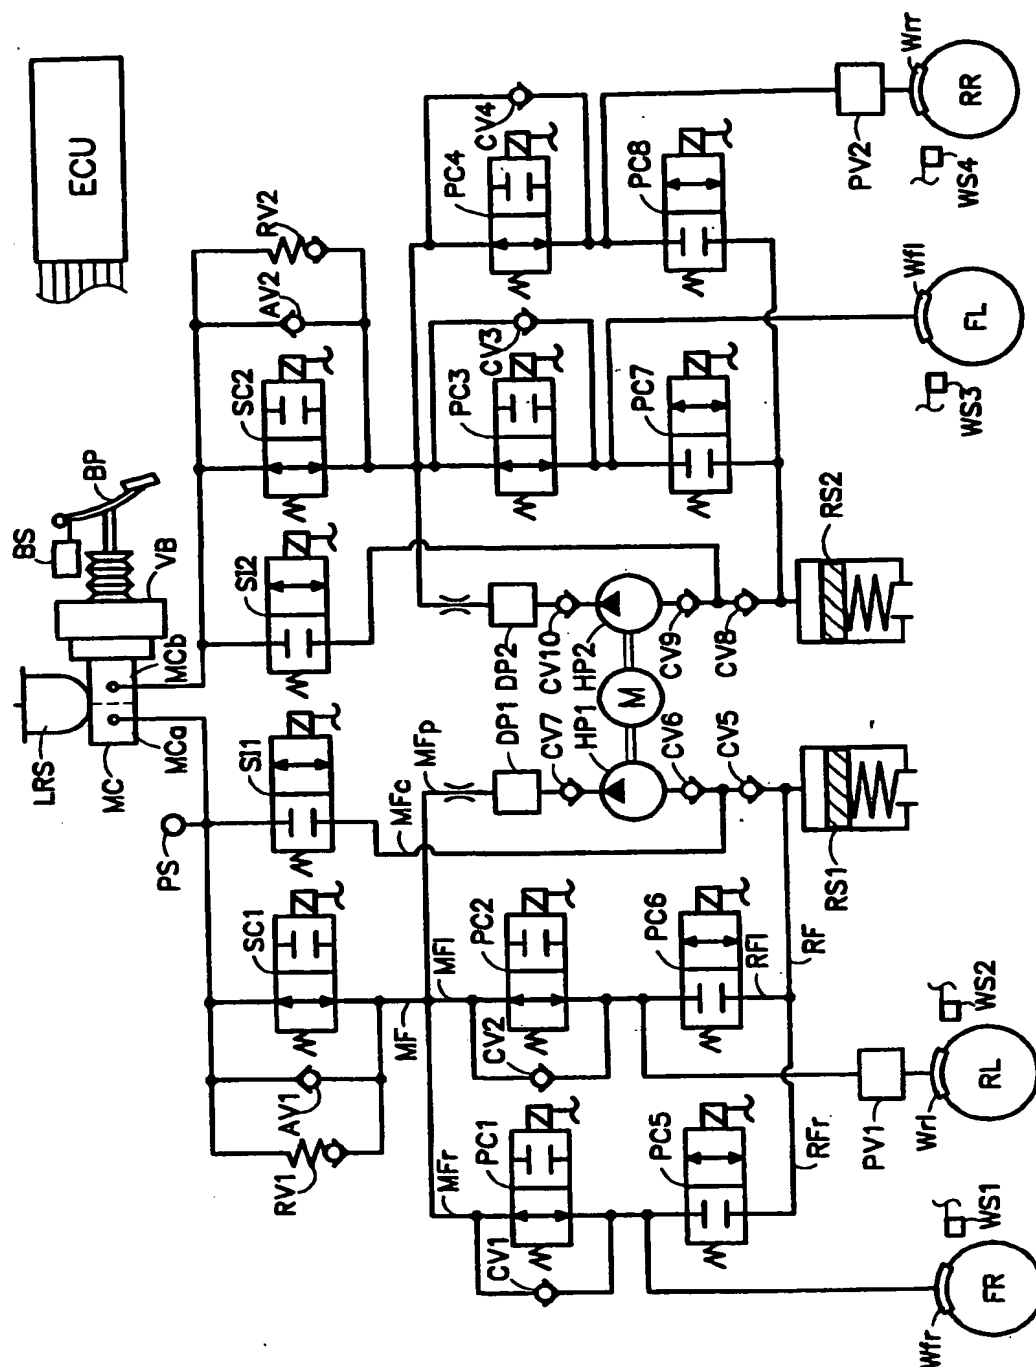 ECU
BS
BP
VB
LRS
MC
MCa
MCb
PS
RV1
AV1
SC1
SI1
SI2
SC2
AV2
RV2
MF
MFl
MFr
MFc
MFp
CV1
PC1
CV2
PC2
PC3
CV3
PC4
CV4
DP1
DP2
CV7
CV10
HP1
HP2
M
CV6
CV9
CV5
CV8
PC5
PC6
PC7
PC8
RFl
RF
RFr
RS1
RS2
PV1
PV2
Wfr
FR
WS1
Wrl
RL
WS2
WS3
Wfl
FL
WS4
Wrr
RR